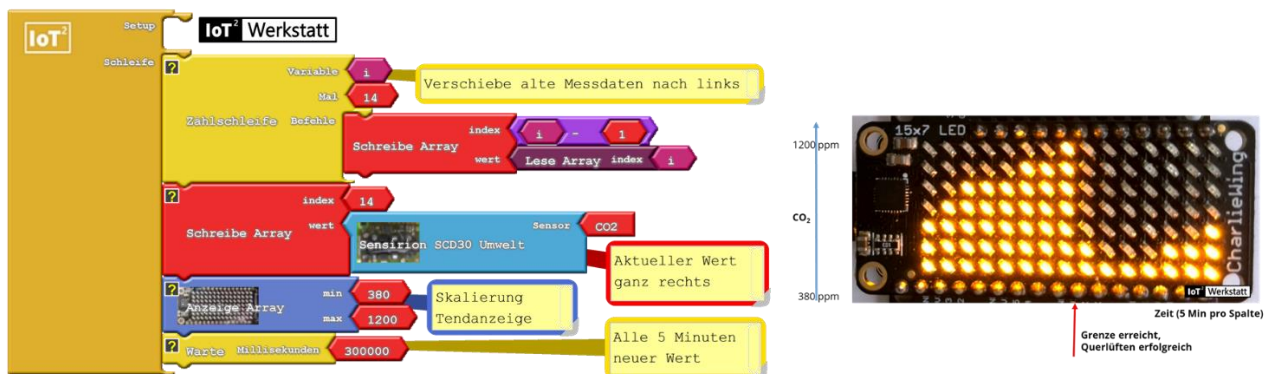 IoT²
Setup
IoT² Werkstatt
Schleife
?
Variable
i
Verschiebe alte Messdaten nach links
Mal
14
Zählschleife
Befehle
Schreibe Array
index
i - 1
wert
Lese Array index i
?
Schreibe Array
index
14
wert
Sensirion SCD30 Umwelt
Sensor
CO2
Aktueller Wert
ganz rechts
?
Anzeige Array
min
380
max
1200
Skalierung
Tendanzeige
?
Warte Millisekunden
300000
Alle 5 Minuten
neuer Wert
1200 ppm
CO₂
380 ppm
15x7 LED
CharlieWing
IoT² Werkstatt
Zeit (5 Min pro Spalte)
Grenze erreicht,
Querlüften erfolgreich